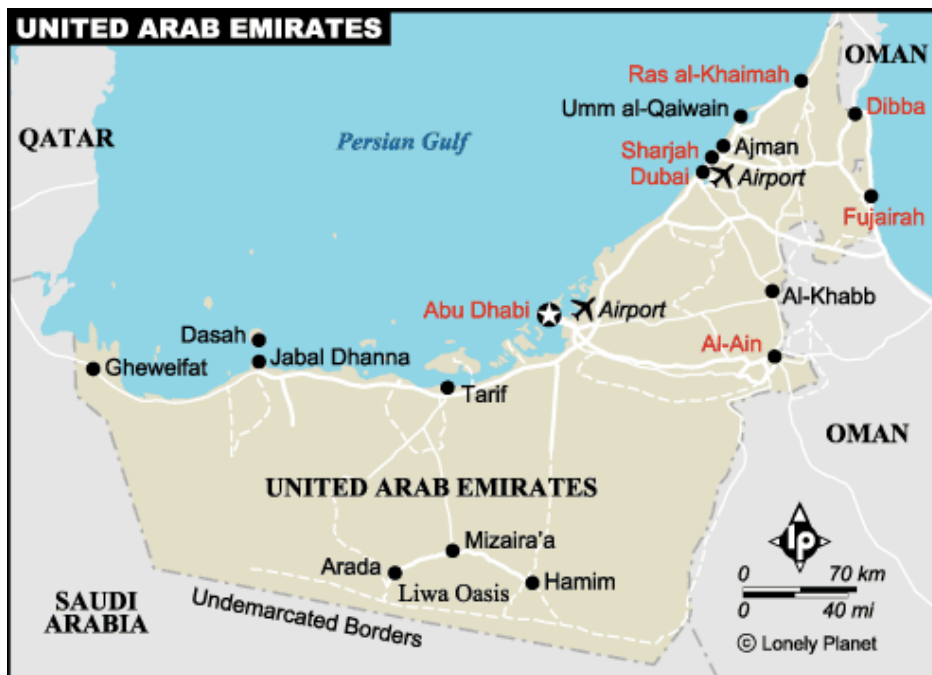 UNITED ARAB EMIRATES
OMAN
Ras al-Khaimah
Umm al-Qaiwain
Dibba
QATAR
Persian Gulf
Ajman
Sharjah
Dubai
Airport
Fujairah
Al-Khabb
Abu Dhabi
Airport
Dasah
Jabal Dhanna
Al-Ain
Gheweifat
Tarif
OMAN
UNITED ARAB EMIRATES
Mizaira'a
Arada
Hamim
Liwa Oasis
lp
0 70 km
0 40 mi
SAUDI
ARABIA
Undemarcated Borders
© Lonely Planet